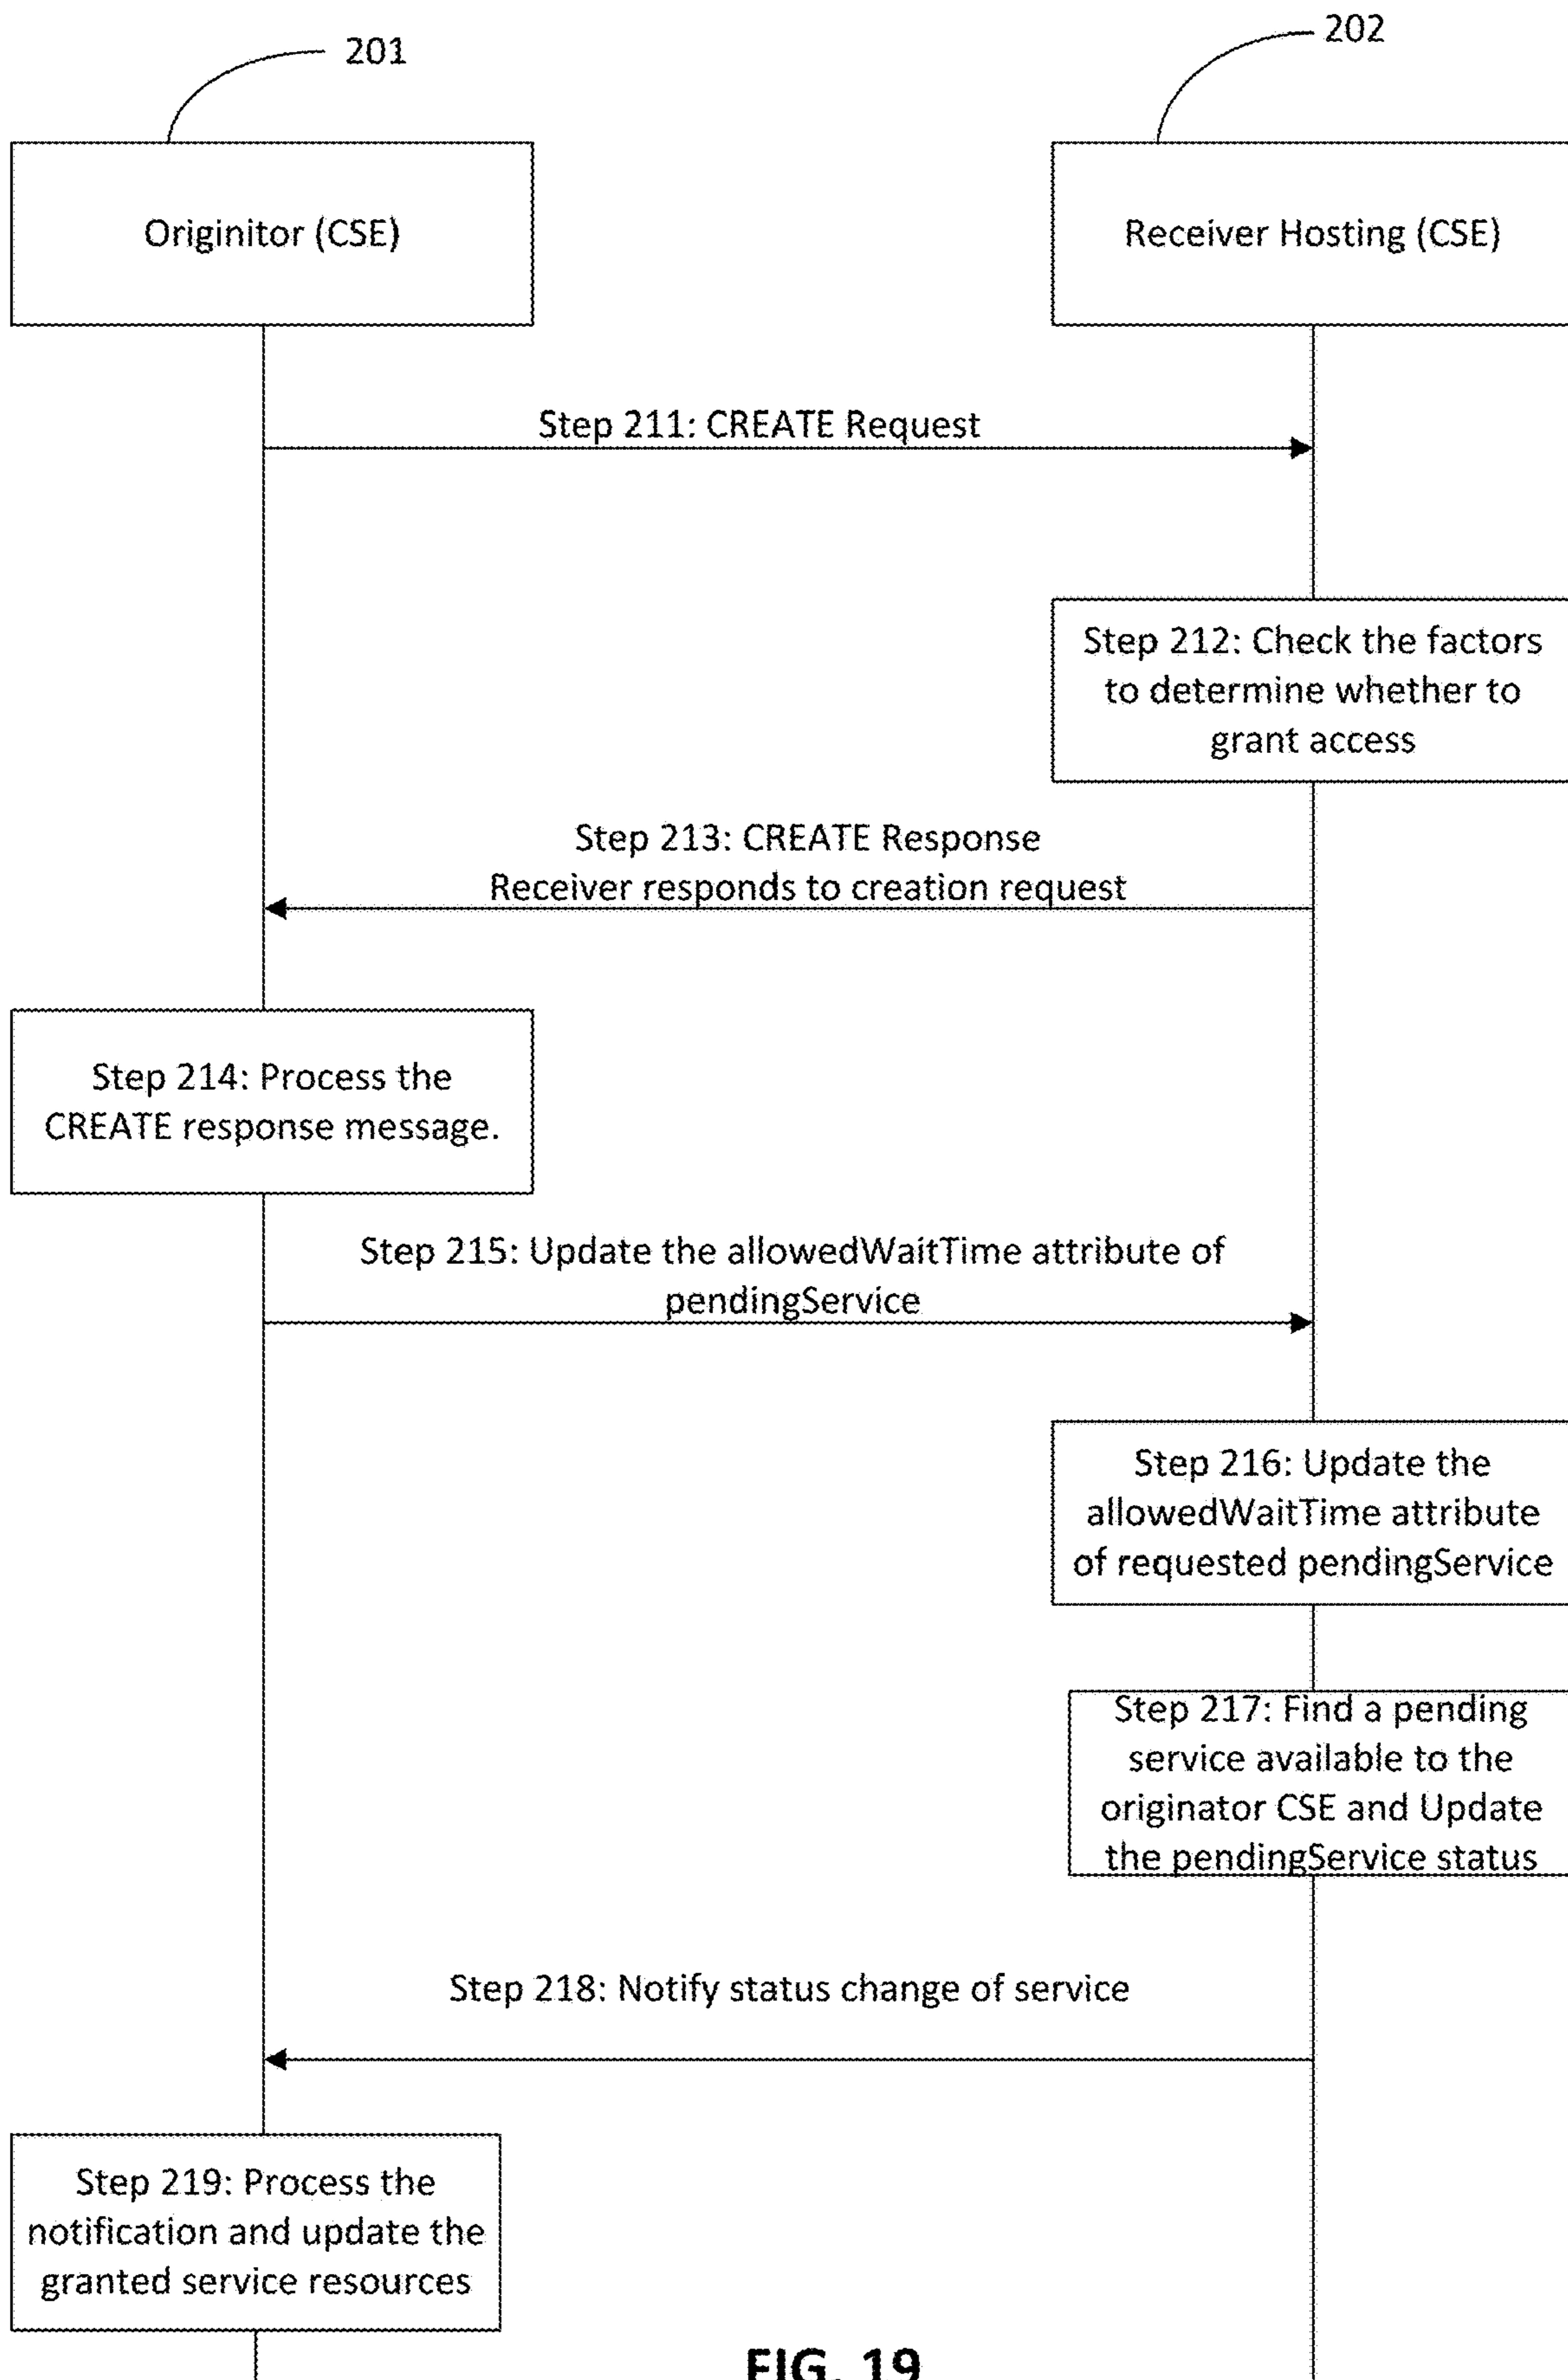 201
202
Originitor (CSE)
Receiver Hosting (CSE)
Step 211: CREATE Request
Step 212: Check the factors
to determine whether to
grant access
Step 213: CREATE Response
Receiver responds to creation request
Step 214: Process the
CREATE response message.
Step 215: Update the allowedWaitTime attribute of
pendingService
Step 216: Update the
allowedWaitTime attribute
of requested pendingService
Step 217: Find a pending
service available to the
originator CSE and Update
the pendingService status
Step 218: Notify status change of service
Step 219: Process the
notification and update the
granted service resources
FIG. 19